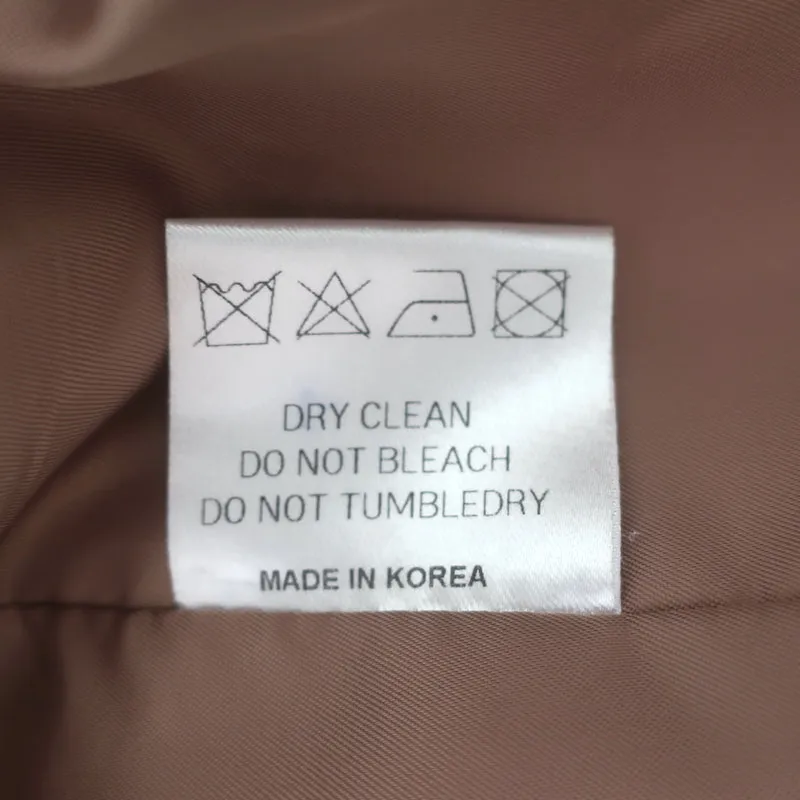 DRY CLEAN
DO NOT BLEACH
DO NOT TUMBLEDRY
MADE IN KOREA